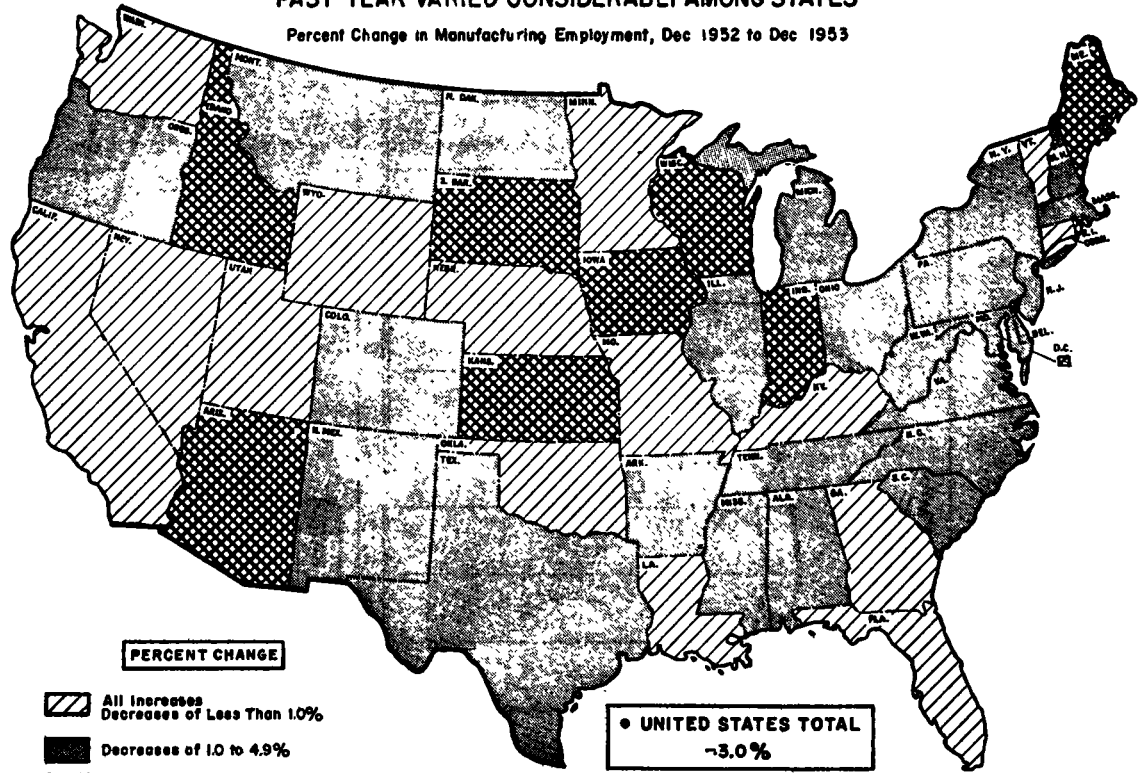 PAST YEAR VARIED CONSIDERABLY AMONG STATES
Percent Change in Manufacturing Employment, Dec 1952 to Dec 1953
WASH.
MONT.
N. DAK.
MINN.
ME.
IDAHO
OREG.
S. DAK.
WISC.
MICH.
N. Y.
VT.
N. H.
MASS.
R. I.
CONN.
WYO.
CALIF.
NEV.
UTAH
IOWA
NEBR.
ILL.
IND.
OHIO
PA.
N. J.
DEL.
MD.
D.C.
W. VA.
VA.
COLO.
KANS.
MO.
KY.
ARIZ.
N. MEX.
OKLA.
TEX.
ARK.
TENN.
N. C.
S. C.
MISS.
ALA.
GA.
LA.
FLA.
PERCENT CHANGE
All Increases
Decreases of Less Than 1.0%
Decreases of 1.0 to 4.9%
• UNITED STATES TOTAL
-3.0%